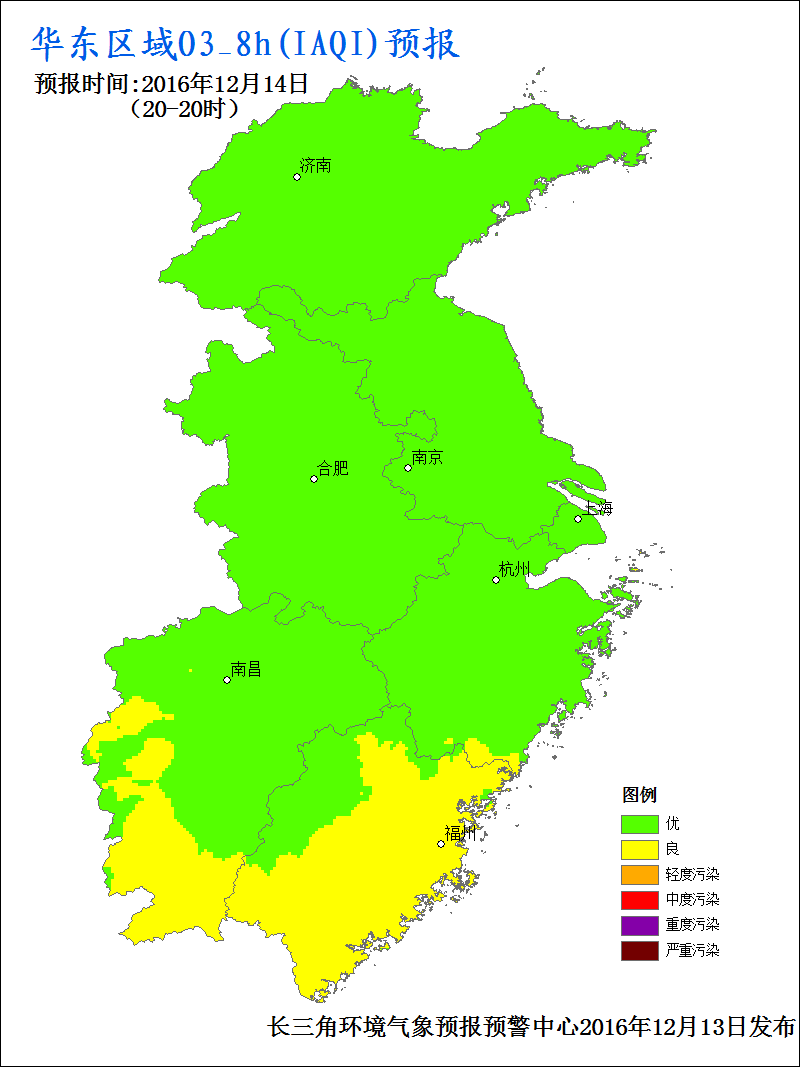 华东区域O3_8h(IAQI)预报
预报时间:2016年12月14日
（20-20时）
济南
南京
合肥
上海
杭州
南昌
福州
图例
优
良
轻度污染
中度污染
重度污染
严重污染
长三角环境气象预报预警中心2016年12月13日发布